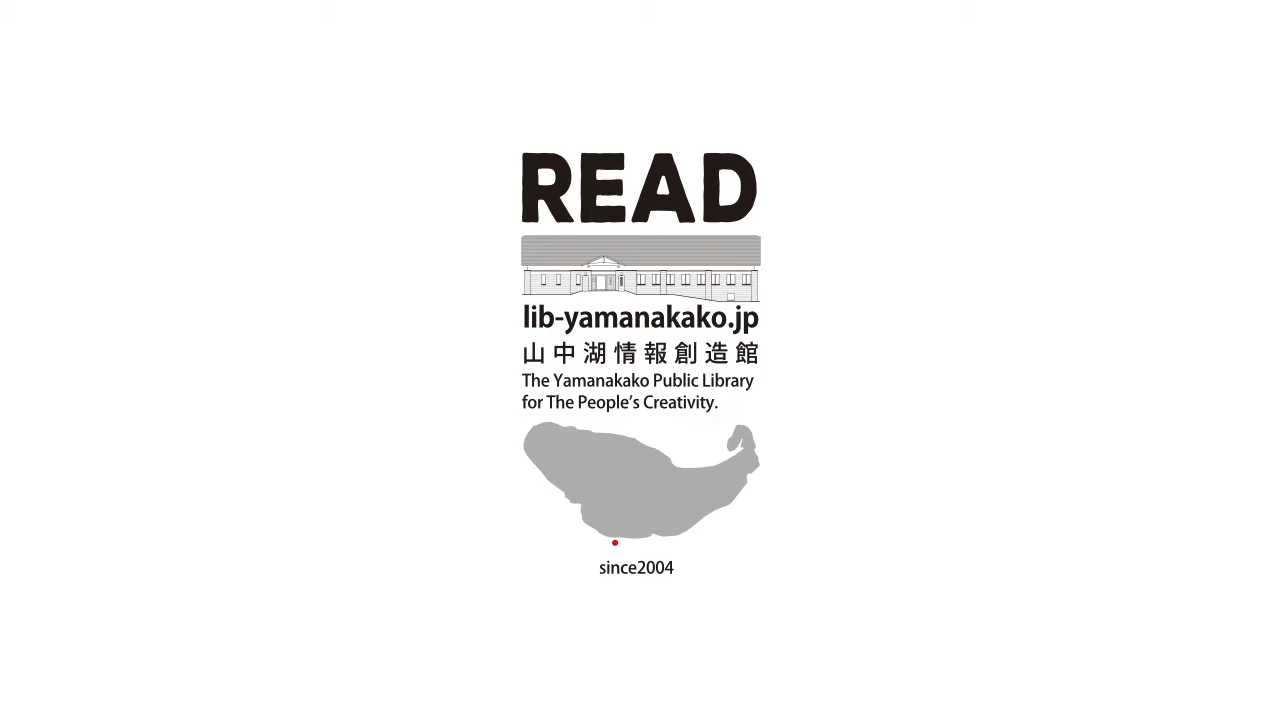 READ
lib-yamanakako.jp
山中湖情報創造館
The Yamanakako Public Library
for The People’s Creativity.
since2004